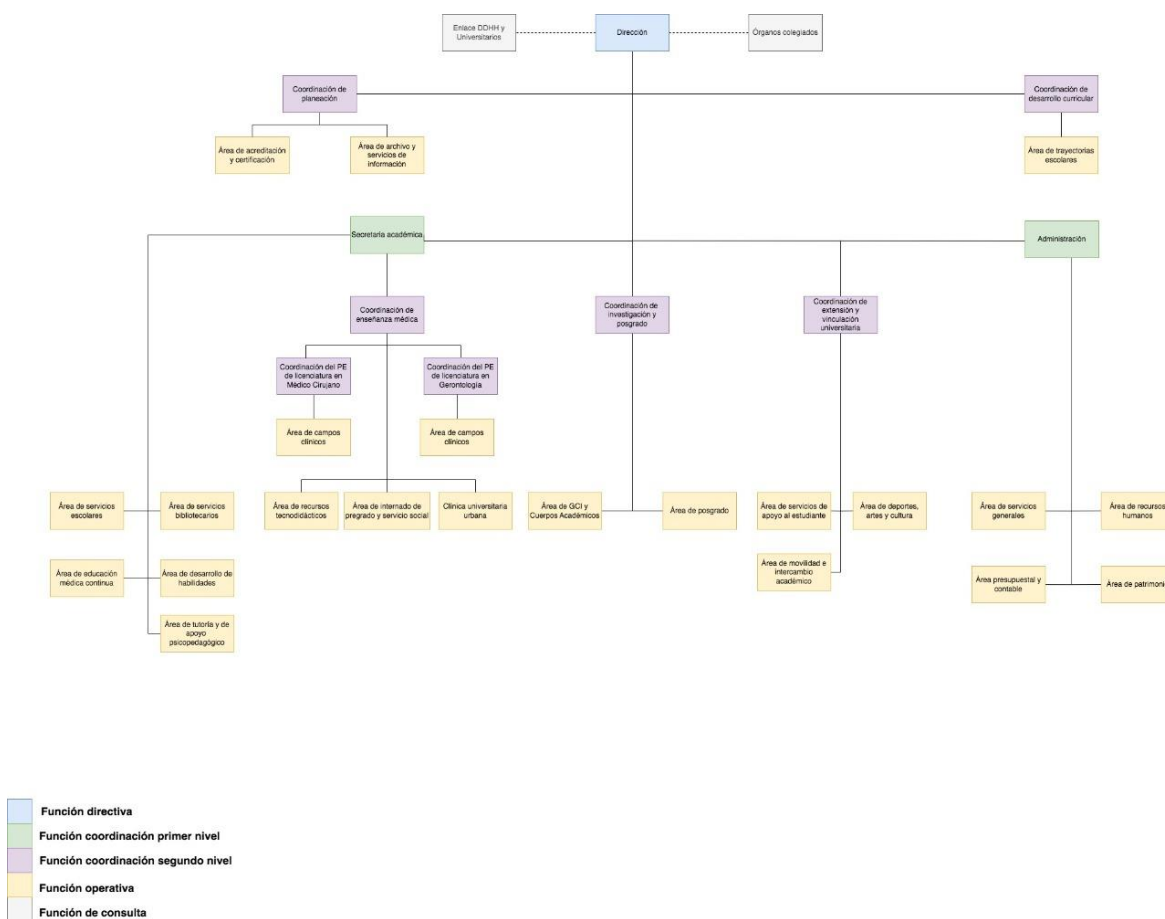 Enlace DDHH y
Universitarios
Dirección
Órganos colegiados
Coordinación de
planeación
Coordinación de
desarrollo curricular
Área de acreditación
y certificación
Área de archivo y
servicios de
información
Área de trayectorias
escolares
Secretaría académica
Administración
Coordinación de
enseñanza médica
Coordinación de
investigación y
posgrado
Coordinación de
extensión y
vinculación
universitaria
Coordinación del PE
de licenciatura en
Médico Cirujano
Coordinación del PE
de licenciatura en
Gerontología
Área de campos
clínicos
Área de campos
clínicos
Área de servicios
escolares
Área de servicios
bibliotecarios
Área de recursos
tecnodidácticos
Área de internado de
pregrado y servicio social
Clínica universitaria
urbana
Área de GCI y
Cuerpos Académicos
Área de posgrado
Área de servicios de
apoyo al estudiante
Área de deportes,
artes y cultura
Área de servicios
generales
Área de recursos
humanos
Área de educación
médica continua
Área de desarrollo de
habilidades
Área de movilidad e
intercambio
académico
Área presupuestal y
contable
Área de patrimoni
Área de tutoría y de
apoyo
psicopedagógico
Función directiva
Función coordinación primer nivel
Función coordinación segundo nivel
Función operativa
Función de consulta